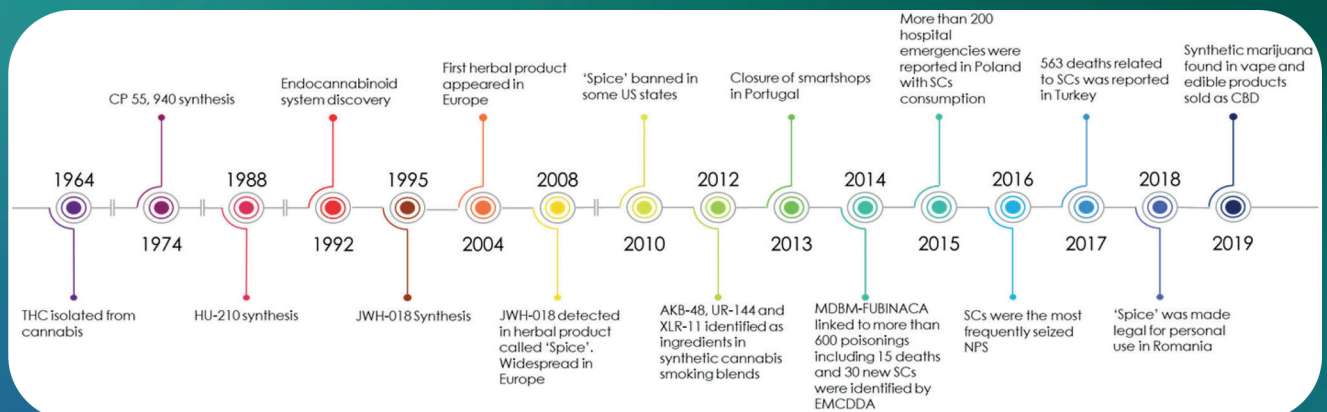 THC isolated from
cannabis
1964
CP 55, 940 synthesis
1974
1988
HU-210 synthesis
Endocannabinoid
system discovery
1992
1995
JWH-018 Synthesis
First herbal product
appeared in
Europe
2004
2008
JWH-018 detected
in herbal product
called ‘Spice’.
Widespread in
Europe
‘Spice’ banned in
some US states
2010
2012
AKB-48, UR-144 and
XLR-11 identified as
ingredients in
synthetic cannabis
smoking blends
Closure of smartshops
in Portugal
2013
2014
MDBM-FUBINACA
linked to more than
600 poisonings
including 15 deaths
and 30 new SCs
were identified by
EMCDDA
More than 200
hospital
emergencies were
reported in Poland
with SCs
consumption
2015
2016
SCs were the most
frequently seized
NPS
563 deaths related
to SCs was reported
in Turkey
2017
2018
‘Spice’ was made
legal for personal
use in Romania
Synthetic marijuana
found in vape and
edible products
sold as CBD
2019